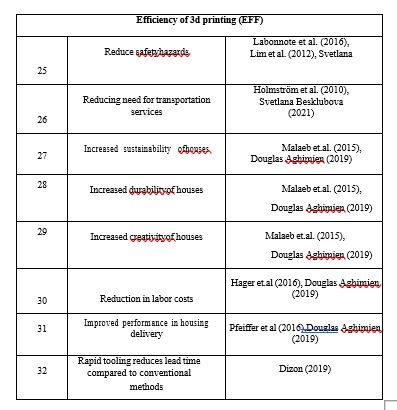 Efficiency of 3d printing (EFF)
25
Reduce safetyhazards.
Labonnote et al. (2016),
Lim et al. (2012), Svetlana
26
Reducing need for transportation
services
Holmström et al. (2010),
Svetlana Besklubova
(2021)
27
Increased sustainability ofhouses.
Malaeb et.al. (2015),
Douglas Aghimien (2019)
28
Increased durabilityof houses
Malaeb et.al. (2015),
Douglas Aghimien (2019)
29
Increased creativityof houses
Malaeb et.al. (2015),
Douglas Aghimien (2019)
30
Reduction in labor costs
Hager et.al (2016), Douglas Aghimien
(2019)
31
Improved performance in housing
delivery
Pfeiffer et al (2016),Douglas Aghimien
(2019)
32
Rapid tooling reduces lead time
compared to conventional
methods
Dizon (2019)